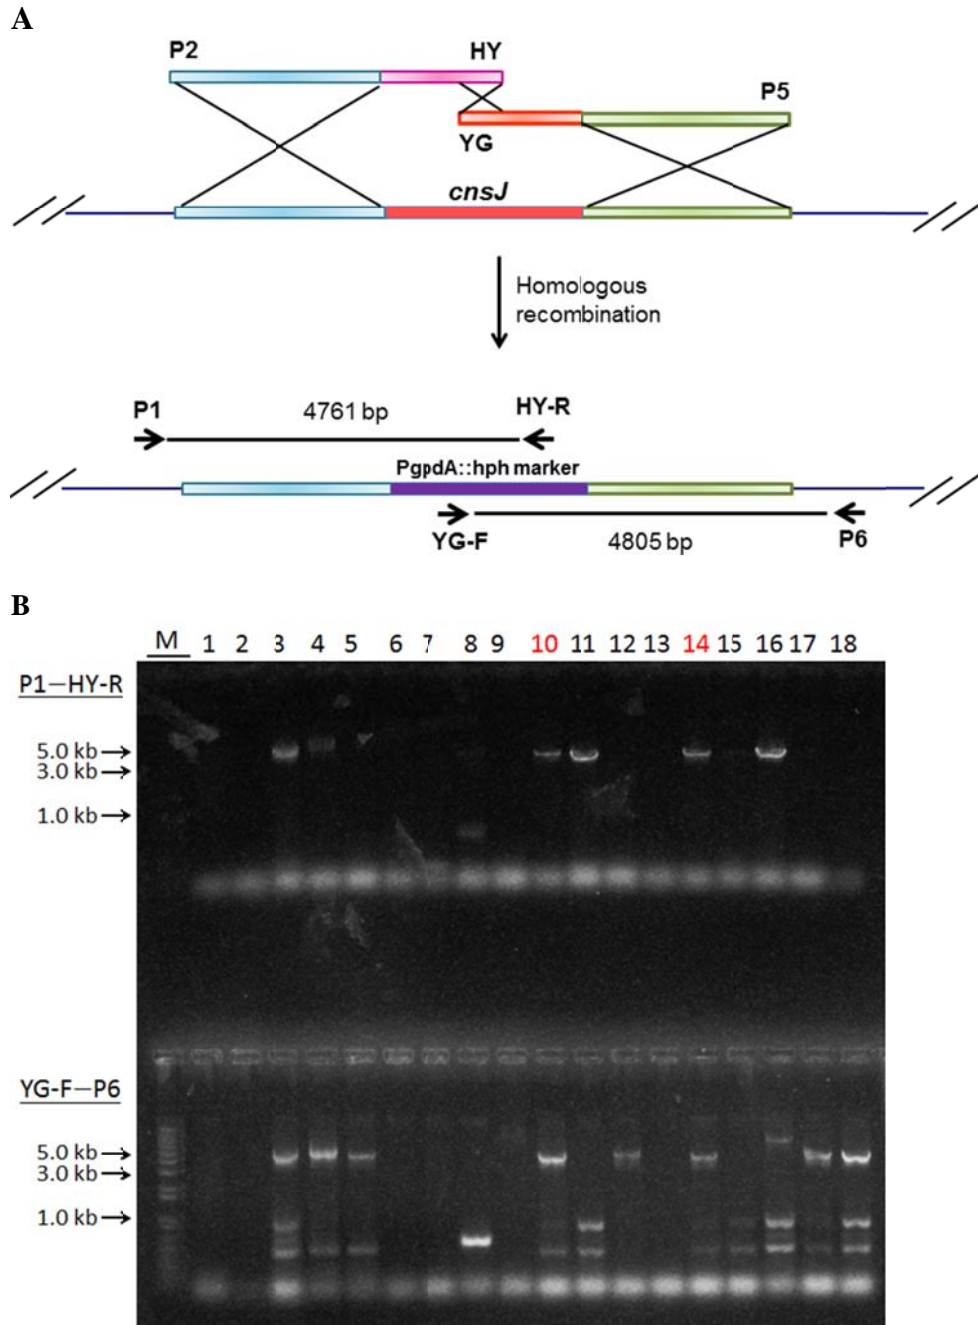 A
P2
HY
P5
YG
cnsJ
Homologous
recombination
P1
4761 bp
HY-R
PgpdA::hph marker
YG-F
4805 bp
P6
B
M 1 2 3 4 5 6 7 8 9 10 11 12 13 14 15 16 17 18
P1–HY-R
5.0 kb
3.0 kb
1.0 kb
YG-F–P6
5.0 kb
3.0 kb
1.0 kb